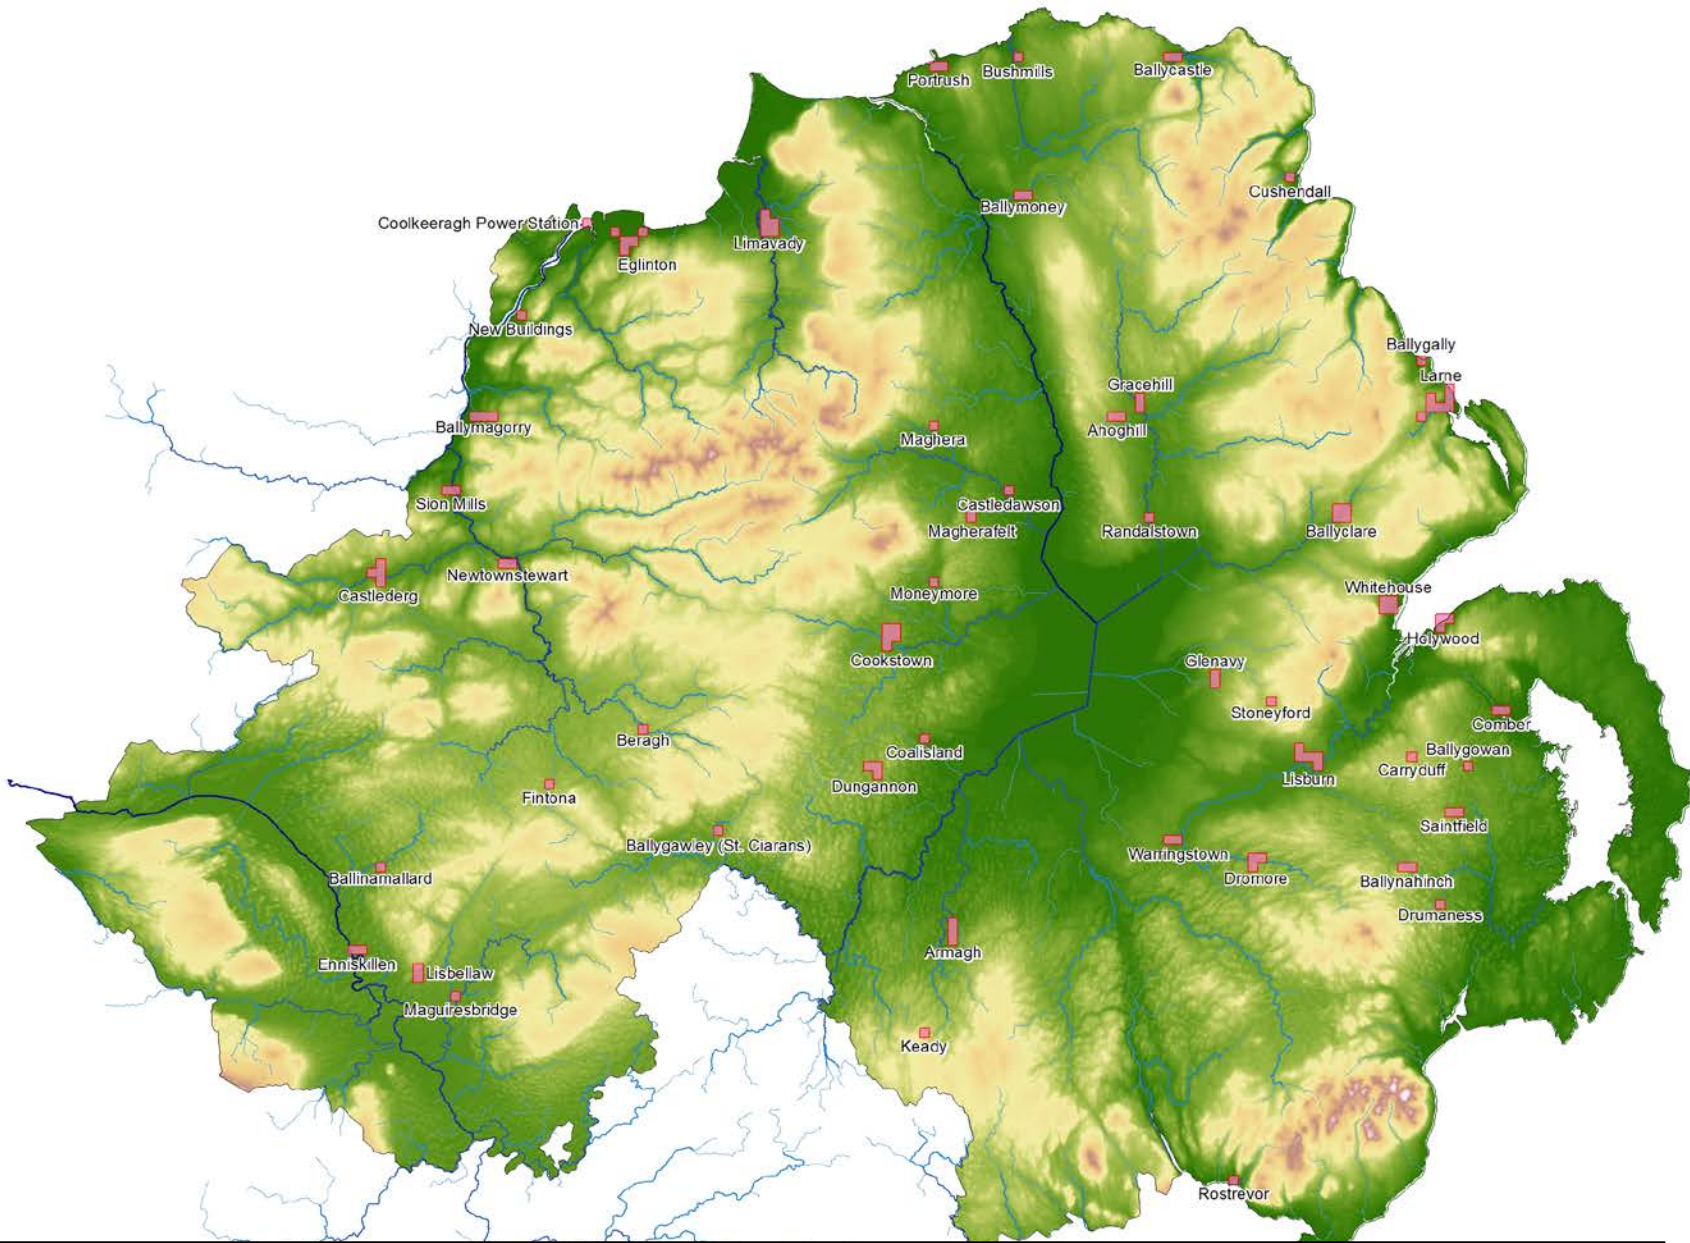 Portrush
Bushmills
Ballycastle
Cushendall
Ballymoney
Coolkeeragh Power Station
Limavady
Eglinton
New Buildings
Ballygally
Larne
Gracehill
Ballymagorry
Ahoghill
Maghera
Sion Mills
Castledawson
Magherafelt
Randalstown
Ballyclare
Newtownstewart
Castlederg
Moneymore
Whitehouse
Holywood
Cookstown
Glenavy
Stoneyford
Comber
Beragh
Coalisland
Ballygowan
Carryduff
Lisburn
Dungannon
Fintona
Saintfield
Ballygawley (St. Ciarans)
Warringstown
Ballinamallard
Dromore
Ballynahinch
Drumaness
Armagh
Enniskillen
Lisbellaw
Maguiresbridge
Keady
Rostrevor